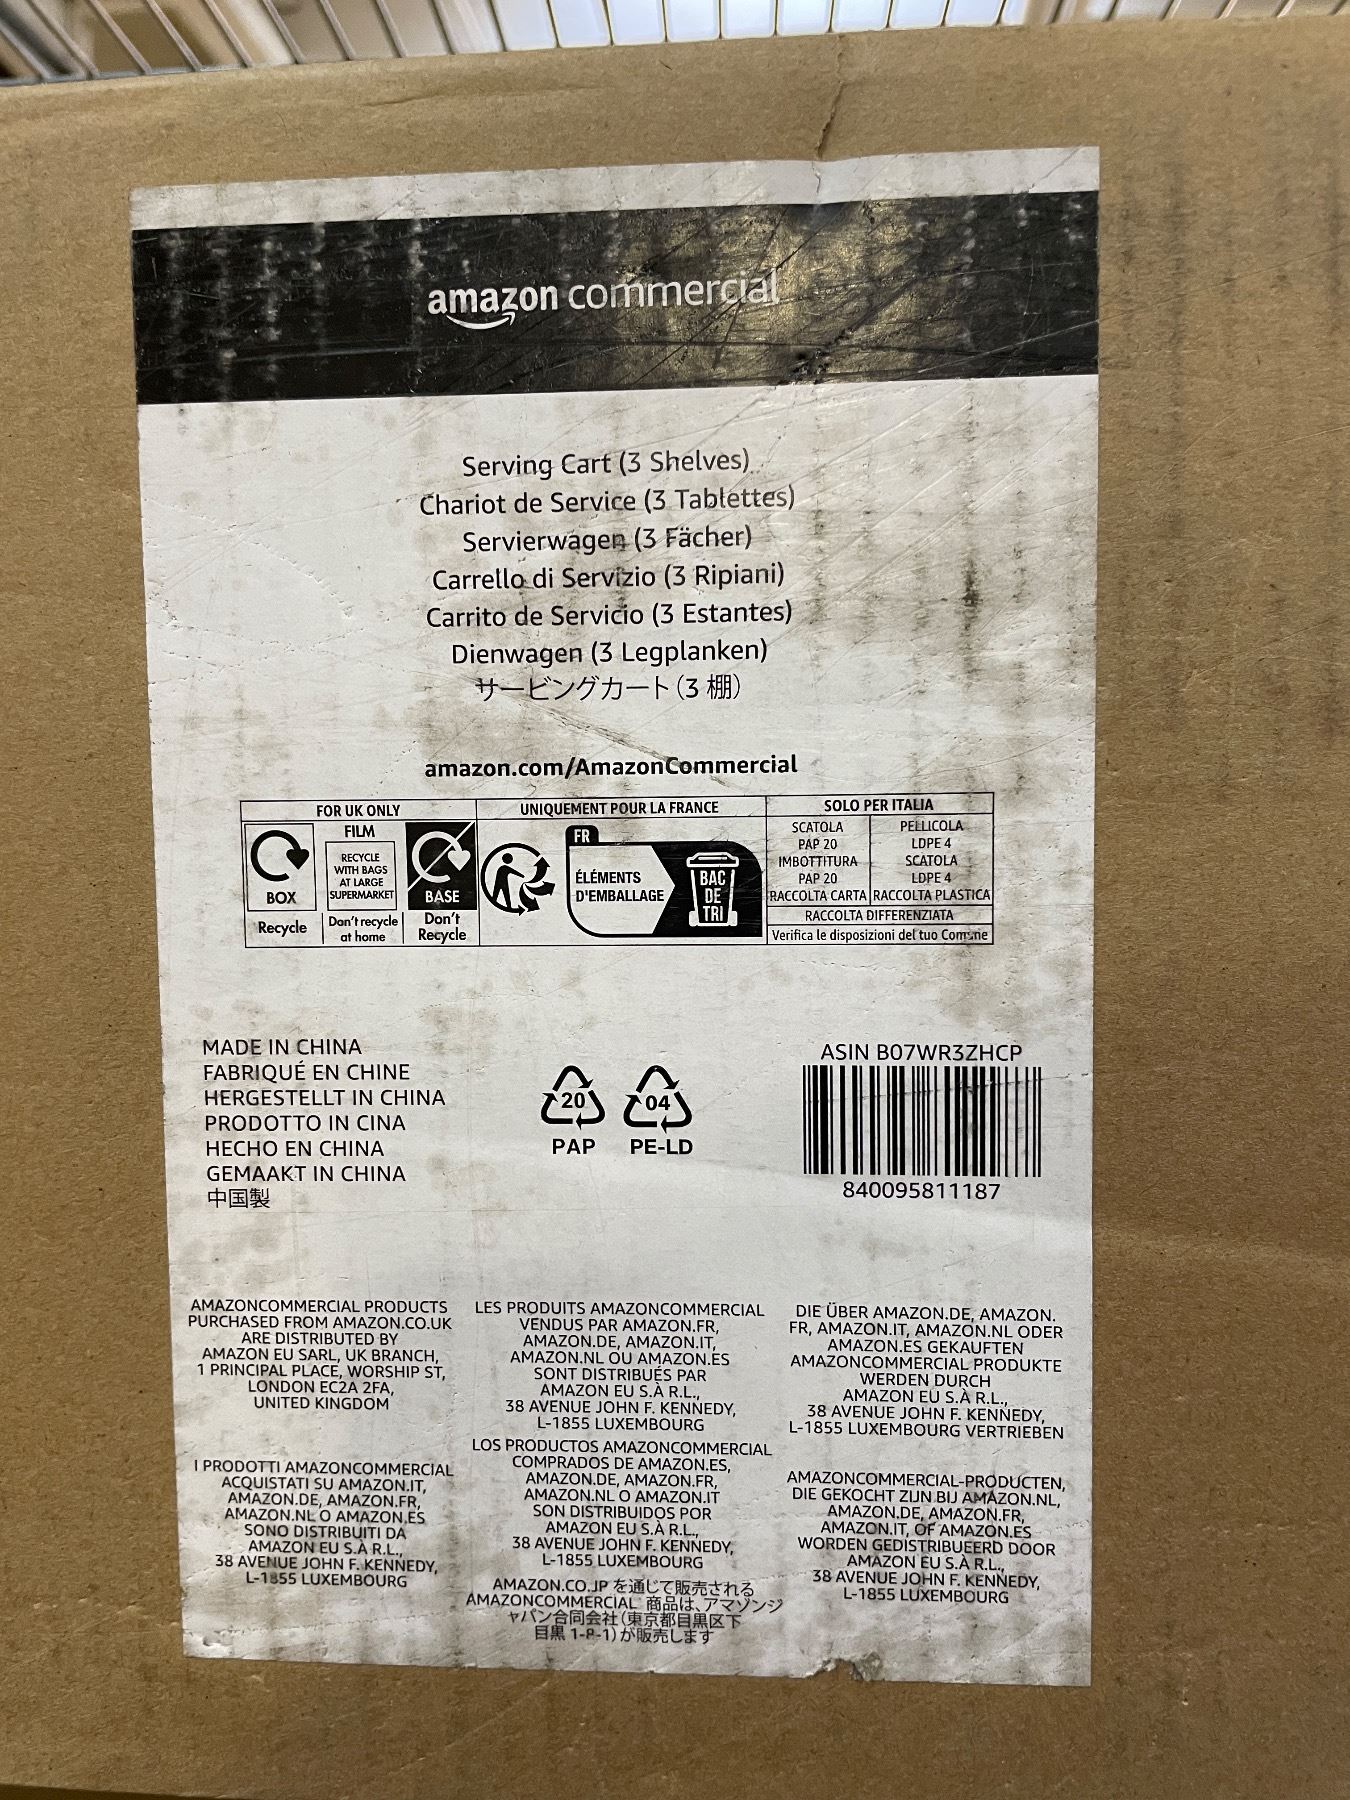 amazon commercial
Serving Cart (3 Shelves)
Chariot de Service (3 Tablettes)
Servierwagen (3 Fächer)
Carrello di Servizio (3 Ripiani)
Carrito de Servicio (3 Estantes)
Dienwagen (3 Legplanken)
サービングカート（3 棚）
amazon.com/AmazonCommercial
FOR UK ONLY
BOX
Recycle
FILM
RECYCLE
WITH BAGS
AT LARGE
SUPERMARKET
Don't recycle
at home
BASE
Don't
Recycle
UNIQUEMENT POUR LA FRANCE
FR
ÉLÉMENTS
D'EMBALLAGE
BAC
DE
TRI
SOLO PER ITALIA
SCATOLA
PAP 20
IMBOTTITURA
PAP 20
RACCOLTA CARTA
PELLICOLA
LDPE 4
SCATOLA
LDPE 4
RACCOLTA PLASTICA
RACCOLTA DIFFERENZIATA
Verifica le disposizioni del tuo Comune
MADE IN CHINA
FABRIQUÉ EN CHINE
HERGESTELLT IN CHINA
PRODOTTO IN CINA
HECHO EN CHINA
GEMAAKT IN CHINA
中国製
20
PAP
04
PE-LD
ASIN B07WR3ZHCP
840095811187
AMAZONCOMMERCIAL PRODUCTS
PURCHASED FROM AMAZON.CO.UK
ARE DISTRIBUTED BY
AMAZON EU SARL, UK BRANCH,
1 PRINCIPAL PLACE, WORSHIP ST,
LONDON EC2A 2FA,
UNITED KINGDOM
LES PRODUITS AMAZONCOMMERCIAL
VENDUS PAR AMAZON.FR,
AMAZON.DE, AMAZON.IT,
AMAZON.NL OU AMAZON.ES
SONT DISTRIBUÉS PAR
AMAZON EU S.À R.L.,
38 AVENUE JOHN F. KENNEDY,
L-1855 LUXEMBOURG
DIE ÜBER AMAZON.DE, AMAZON.
FR, AMAZON.IT, AMAZON.NL ODER
AMAZON.ES GEKAUFTEN
AMAZONCOMMERCIAL PRODUKTE
WERDEN DURCH
AMAZON EU S.À R.L.,
38 AVENUE JOHN F. KENNEDY,
L-1855 LUXEMBOURG VERTRIEBEN
I PRODOTTI AMAZONCOMMERCIAL
ACQUISTATI SU AMAZON.IT,
AMAZON.DE, AMAZON.FR,
AMAZON.NL O AMAZON.ES
SONO DISTRIBUITI DA
AMAZON EU S.À R.L.,
38 AVENUE JOHN F. KENNEDY,
L-1855 LUXEMBOURG
LOS PRODUCTOS AMAZONCOMMERCIAL
COMPRADOS DE AMAZON.ES,
AMAZON.DE, AMAZON.FR,
AMAZON.NL O AMAZON.IT
SON DISTRIBUIDOS POR
AMAZON EU S.À R.L.,
38 AVENUE JOHN F. KENNEDY,
L-1855 LUXEMBOURG
AMAZON.CO.JP を通じて販売される
AMAZONCOMMERCIAL 商品は、アマゾンジ
ャパン合同会社（東京都目黒区下
目黒 1-8-1）が販売します
AMAZONCOMMERCIAL-PRODUCTEN,
DIE GEKOCHT ZIJN BIJ AMAZON.NL,
AMAZON.DE, AMAZON.FR,
AMAZON.IT, OF AMAZON.ES
WORDEN GEDISTRIBUEERD DOOR
AMAZON EU S.À R.L.,
38 AVENUE JOHN F. KENNEDY,
L-1855 LUXEMBOURG